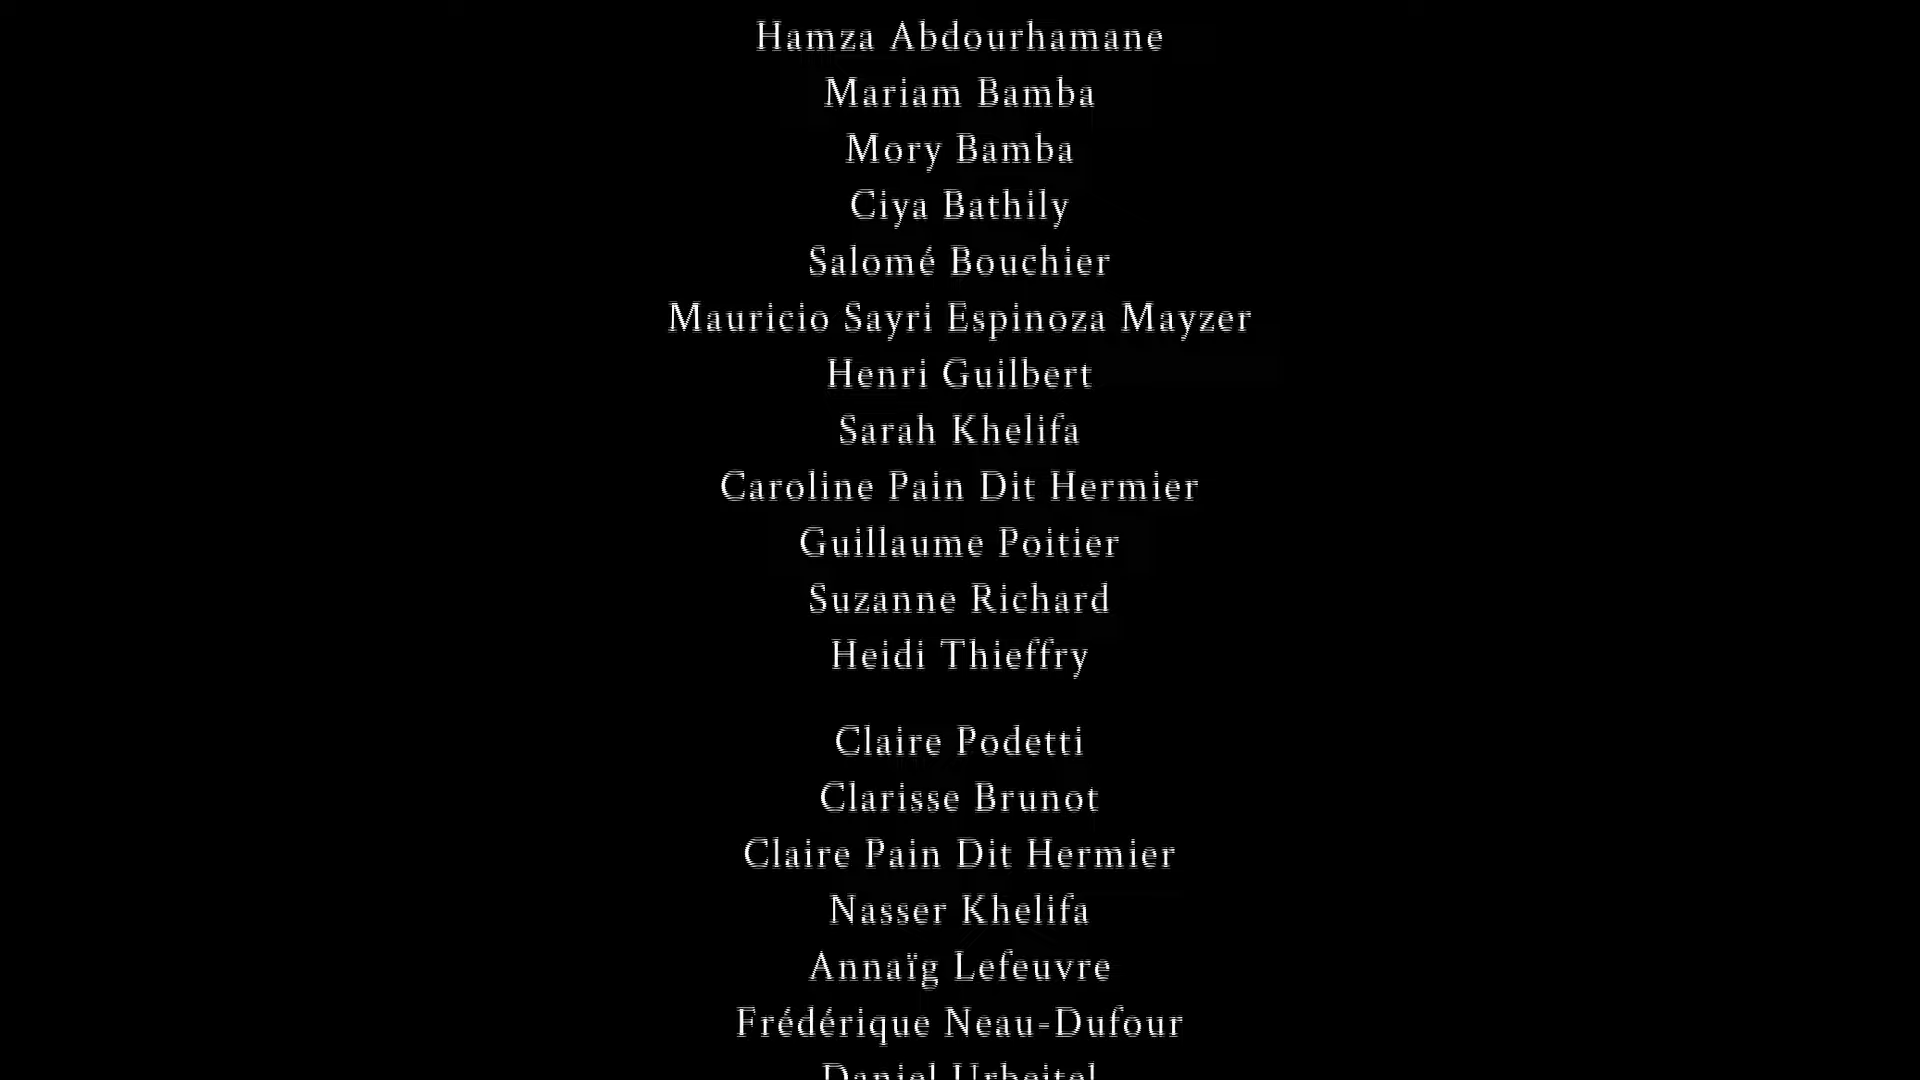 Hamza Abdourhamane
Mariam Bamba
Mory Bamba
Ciya Bathily
Salomé Bouchier
Mauricio Sayri Espinoza Mayzer
Henri Guilbert
Sarah Khelifa
Caroline Pain Dit Hermier
Guillaume Poitier
Suzanne Richard
Heidi Thieffry
Claire Podetti
Clarisse Brunot
Claire Pain Dit Hermier
Nasser Khelifa
Annaïg Lefeuvre
Frédérique Neau-Dufour
Daniel